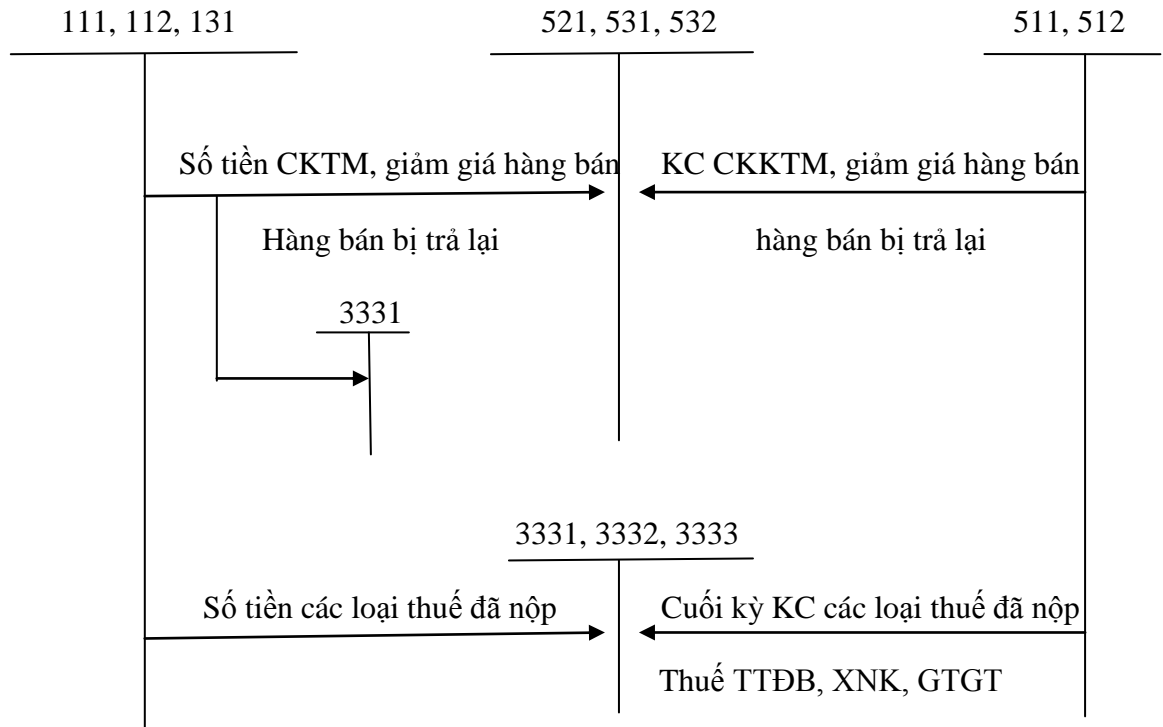 111, 112, 131
521, 531, 532
511, 512
Số tiền CKTM, giảm giá hàng bán
KC CKKTM, giảm giá hàng bán
Hàng bán bị trả lại
hàng bán bị trả lại
3331
3331, 3332, 3333
Số tiền các loại thuế đã nộp
Cuối kỳ KC các loại thuế đã nộp
Thuế TTĐB, XNK, GTGT